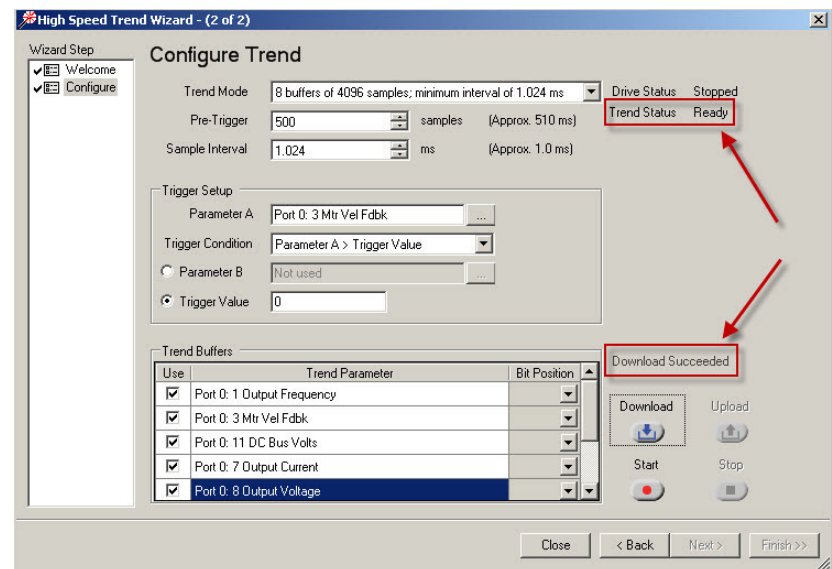 High Speed Trend Wizard - (2 of 2)
Wizard Step
Welcome
Configure
Configure Trend
Trend Mode 8 buffers of 4096 samples; minimum interval of 1.024 ms Drive Status Stopped
Pre-Trigger 500 samples (Approx. 510 ms) Trend Status Ready
Sample Interval 1.024 ms (Approx. 1.0 ms)
Trigger Setup
Parameter A Port 0: 3 Mtr Vel Fdbk ...
Trigger Condition Parameter A > Trigger Value
Parameter B Not used ...
Trigger Value 0
Trend Buffers
Download Succeeded
Use Trend Parameter Bit Position
Port 0: 1 Output Frequency
Port 0: 3 Mtr Vel Fdbk
Port 0: 11 DC Bus Volts
Port 0: 7 Output Current
Port 0: 8 Output Voltage
Download Upload
Start Stop
Close < Back Next > Finish >>